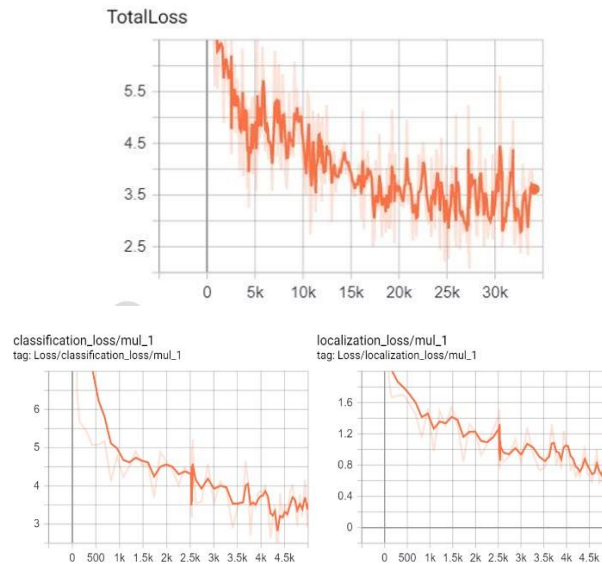 TotalLoss
5.5
4.5
3.5
2.5
0 5k 10k 15k 20k 25k 30k
classification_loss/mul_1
tag: Loss/classification_loss/mul_1
6
5
4
3
0 500 1k 1.5k 2k 2.5k 3k 3.5k 4k 4.5k
localization_loss/mul_1
tag: Loss/localization_loss/mul_1
1.6
1.2
0.8
0.4
0
0 500 1k 1.5k 2k 2.5k 3k 3.5k 4k 4.5k